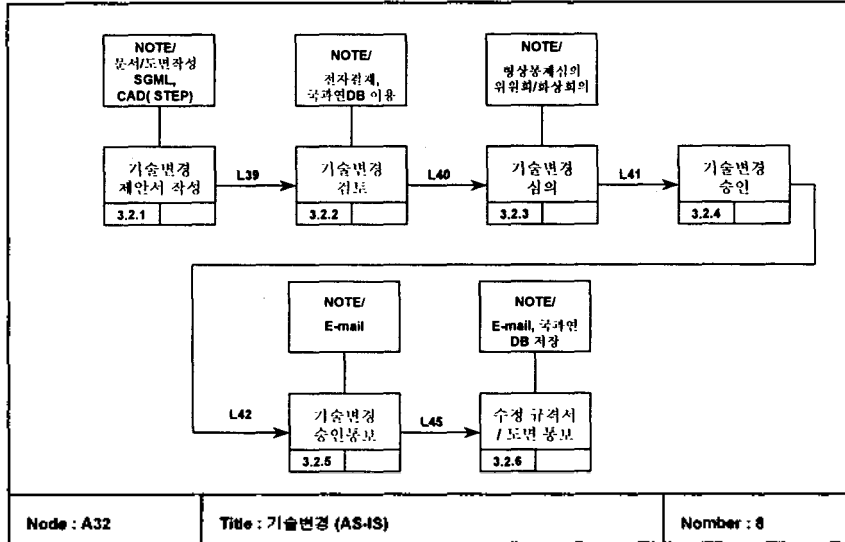 NOTE/
문서/도면작성
SGML,
CAD( STEP)
NOTE/
전자결재,
국과연DB 이용
NOTE/
형상통제심의
위원회/화상회의
기술변경
제안서 작성
3.2.1
L39
기술변경
검토
3.2.2
L40
기술변경
심의
3.2.3
L41
기술변경
승인
3.2.4
NOTE/
E-mail
NOTE/
E-mail, 국과연
DB 저장
L42
기술변경
승인통보
3.2.5
L45
수정 규격서
/ 도면 통보
3.2.6
Node : A32
Title : 기술변경 (AS-IS)
Nomber : 8